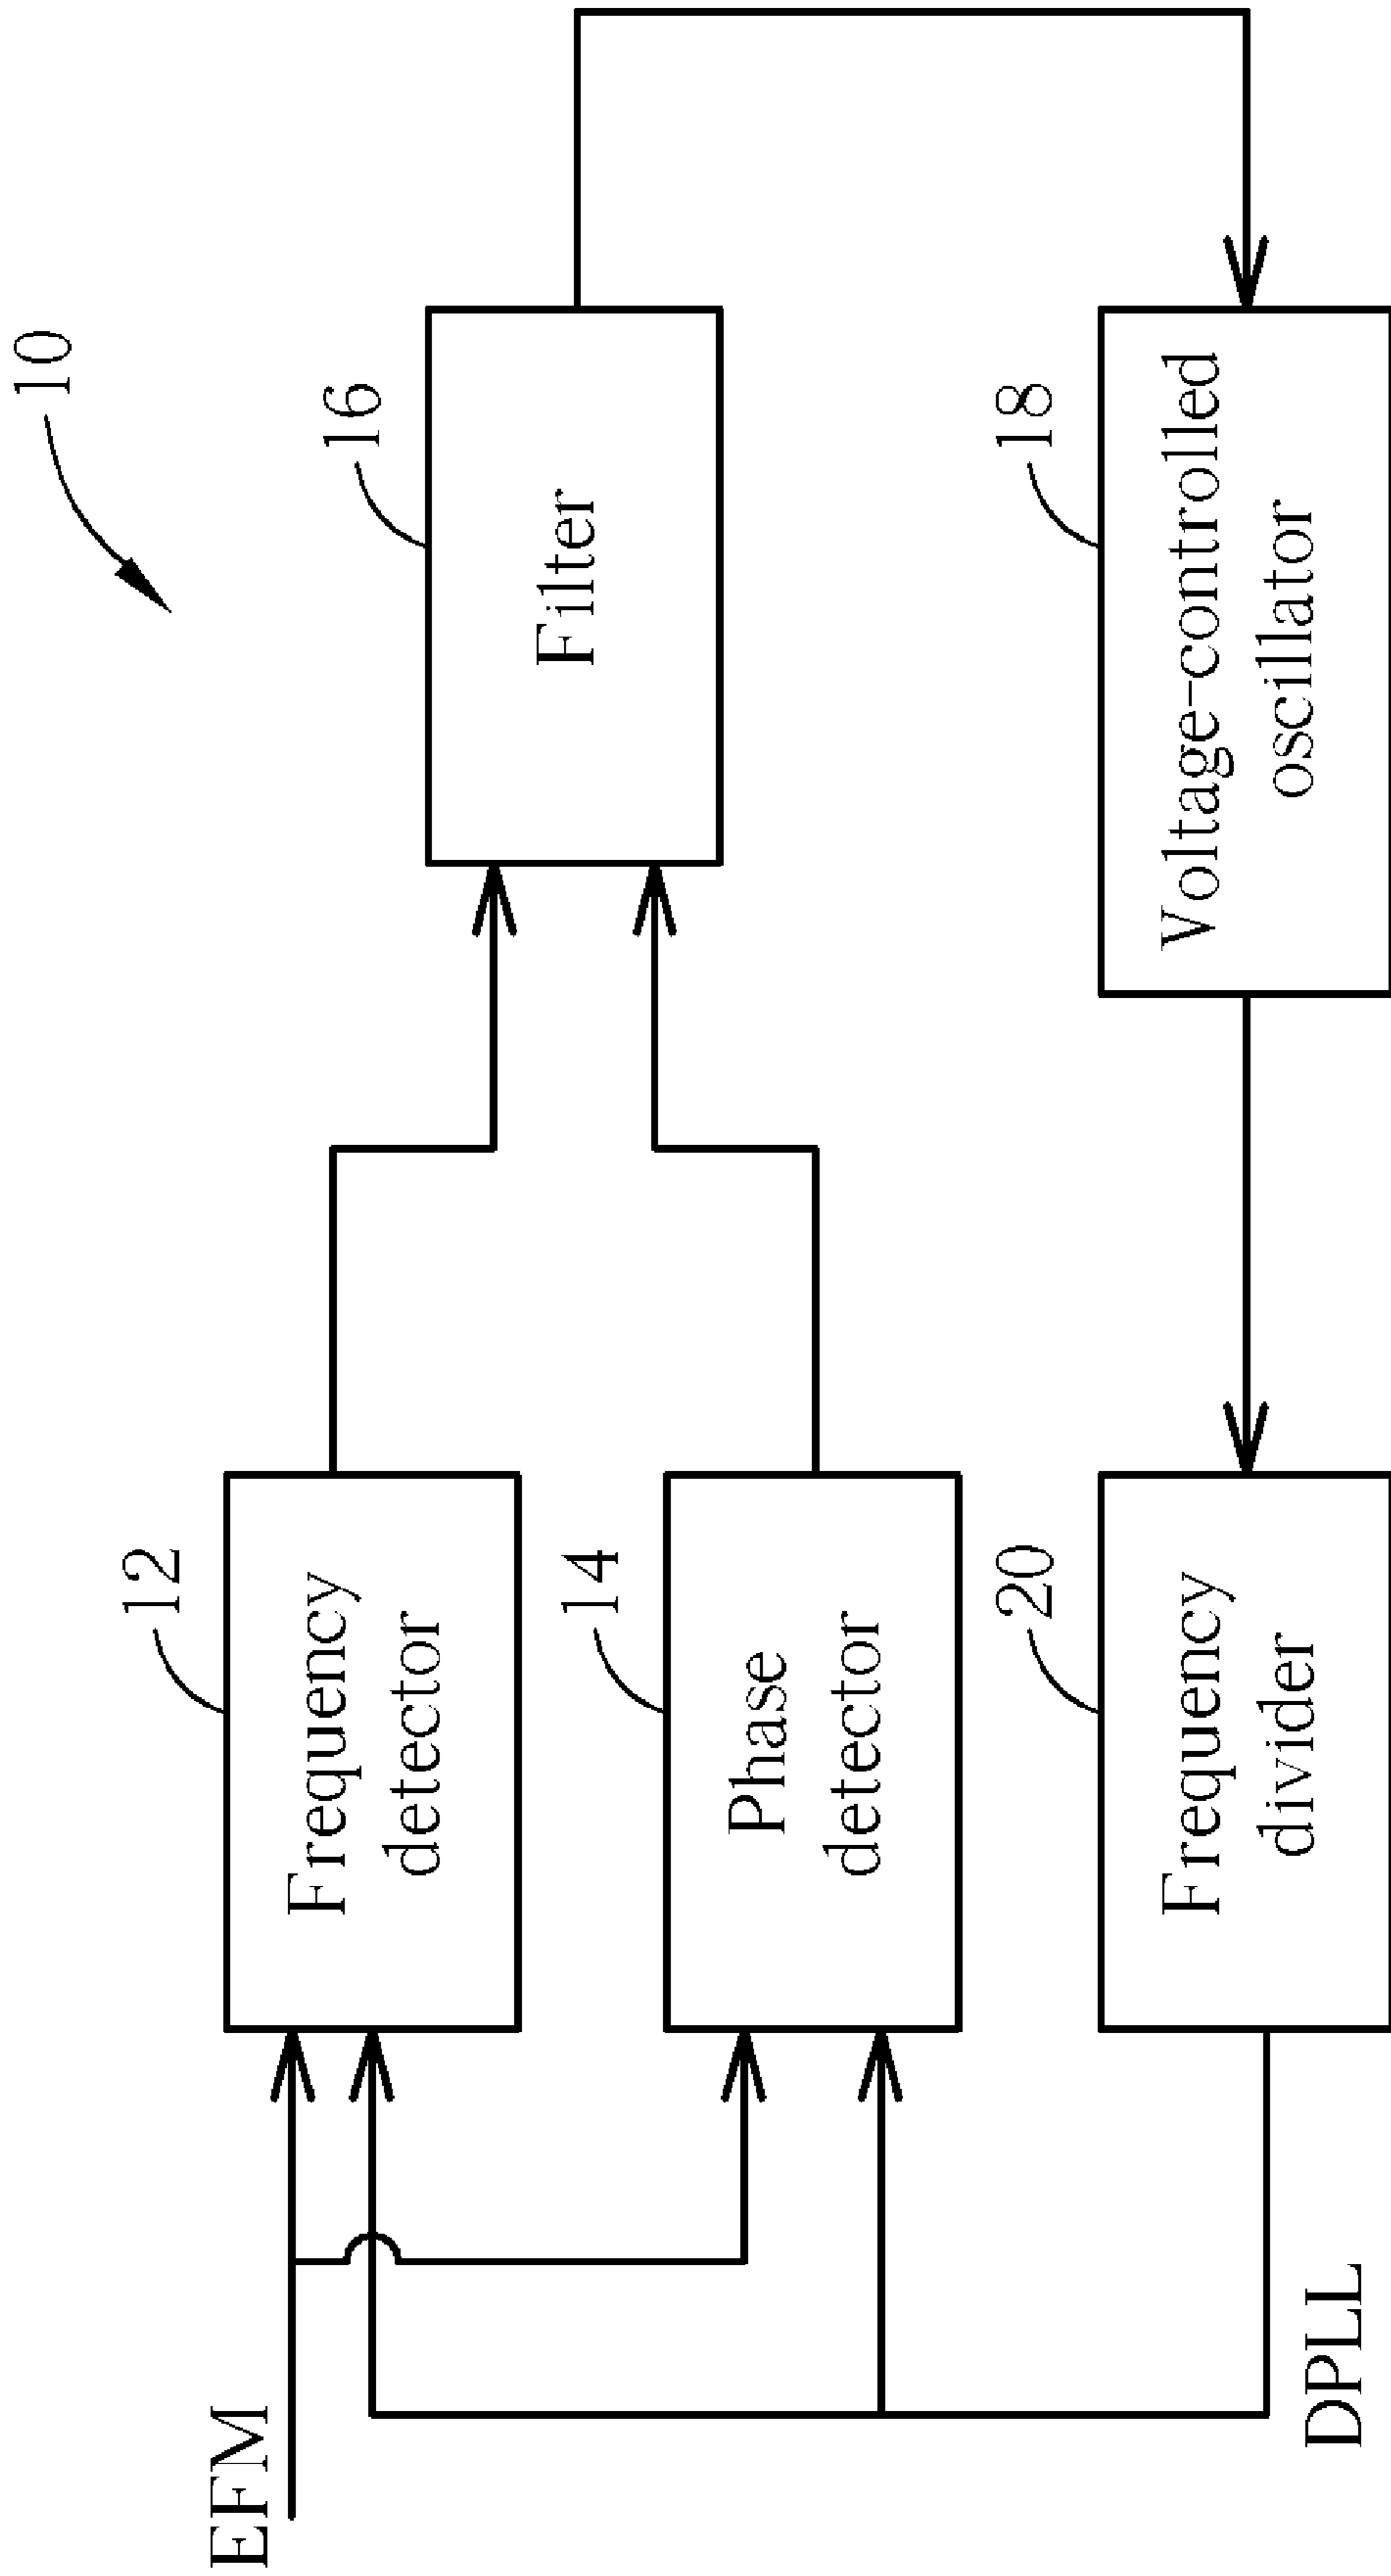 10
12
Frequency
detector
16
Filter
EFM
14
Phase
detector
20
Frequency
divider
18
Voltage-controlled
oscillator
DPLL